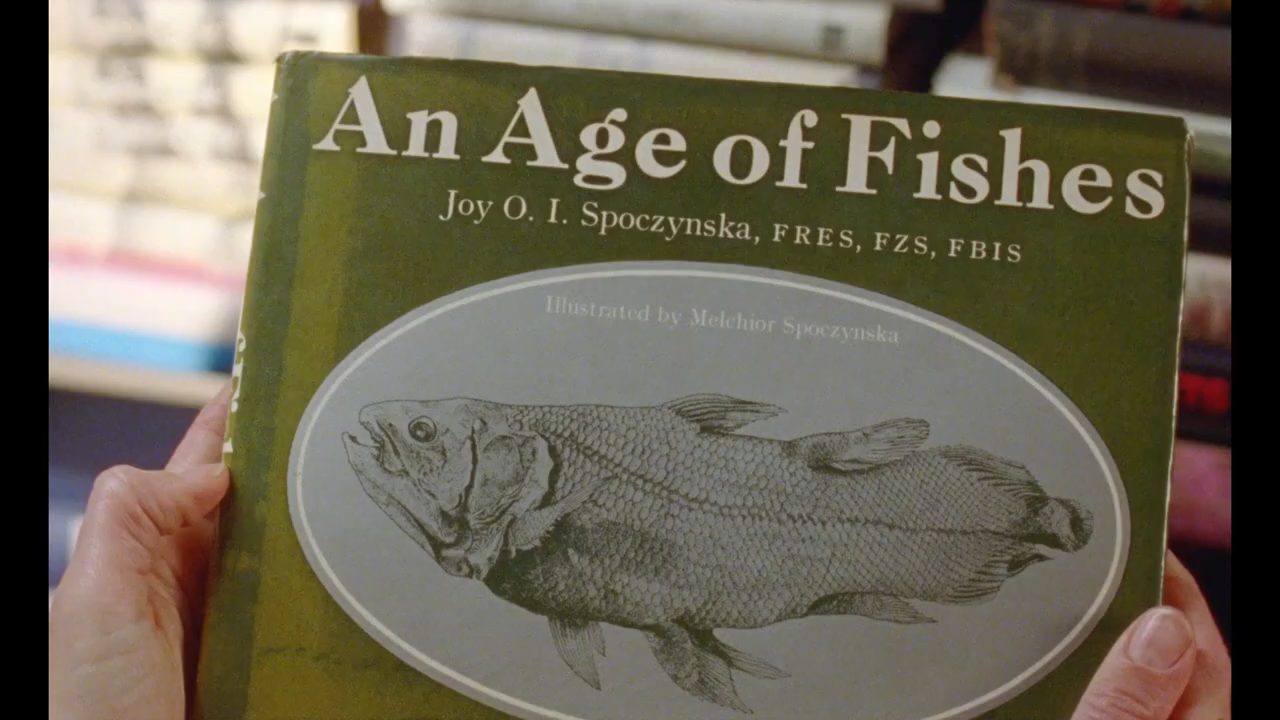 An Age of Fishes
Joy O. I. Spoczynska, FRES, FZS, FBIS
Illustrated by Melchior Spoczynska